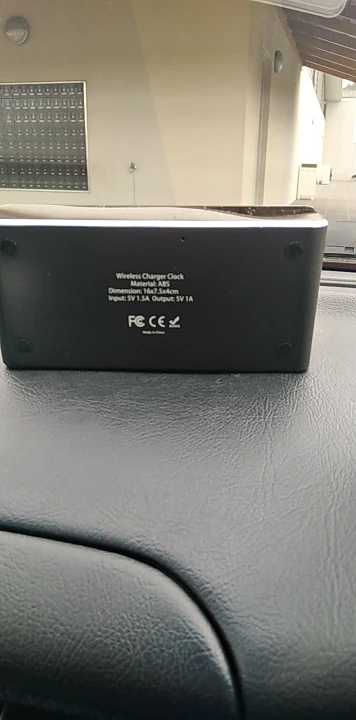 Wireless Charger Clock
Material: ABS
Dimension: 16x7.5x4cm
Input: 5V 1.5A Output: 5V 1A
FC CE
Made in China